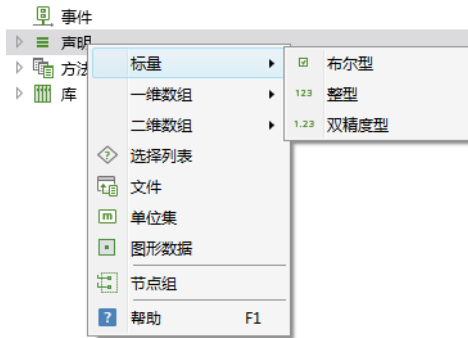 事件
声明
方法
库
标量
一维数组
二维数组
选择列表
文件
单位集
图形数据
节点组
帮助 F1
布尔型
123 整型
1.23 双精度型